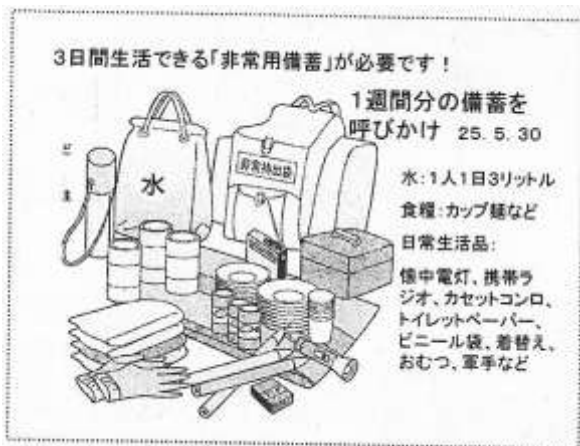 3日間生活できる「非常用備蓄」が必要です!
1週間分の備蓄を
呼びかけ 25.5.30
水
非常持出袋
水:1人1日3リットル
食糧:カップ麺など
日常生活品:
懐中電灯、携帯ラ
ジオ、カセットコンロ、
トイレットペーパー、
ビニール袋、着替え、
おむつ、軍手など